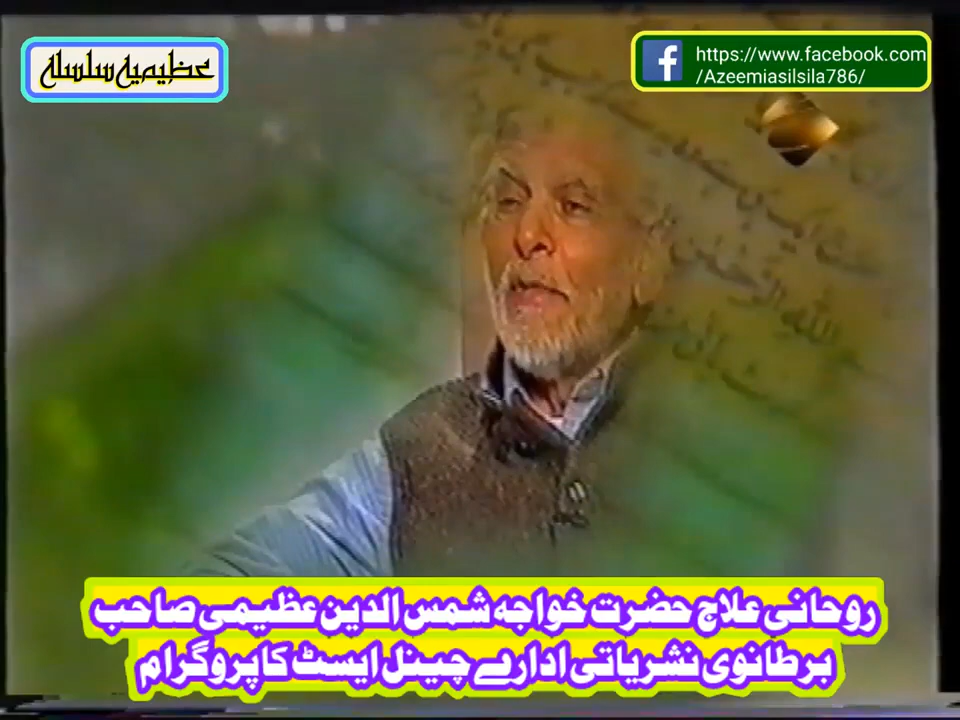 عظیمیہ سلسلہ
https://www.facebook.com
/Azeemiasilsila786/
روحانی علاج حضرت خواجہ شمس الدین عظیمی صاحب
برطانوی نشریاتی ادارے چینل ایسٹ کا پروگرام